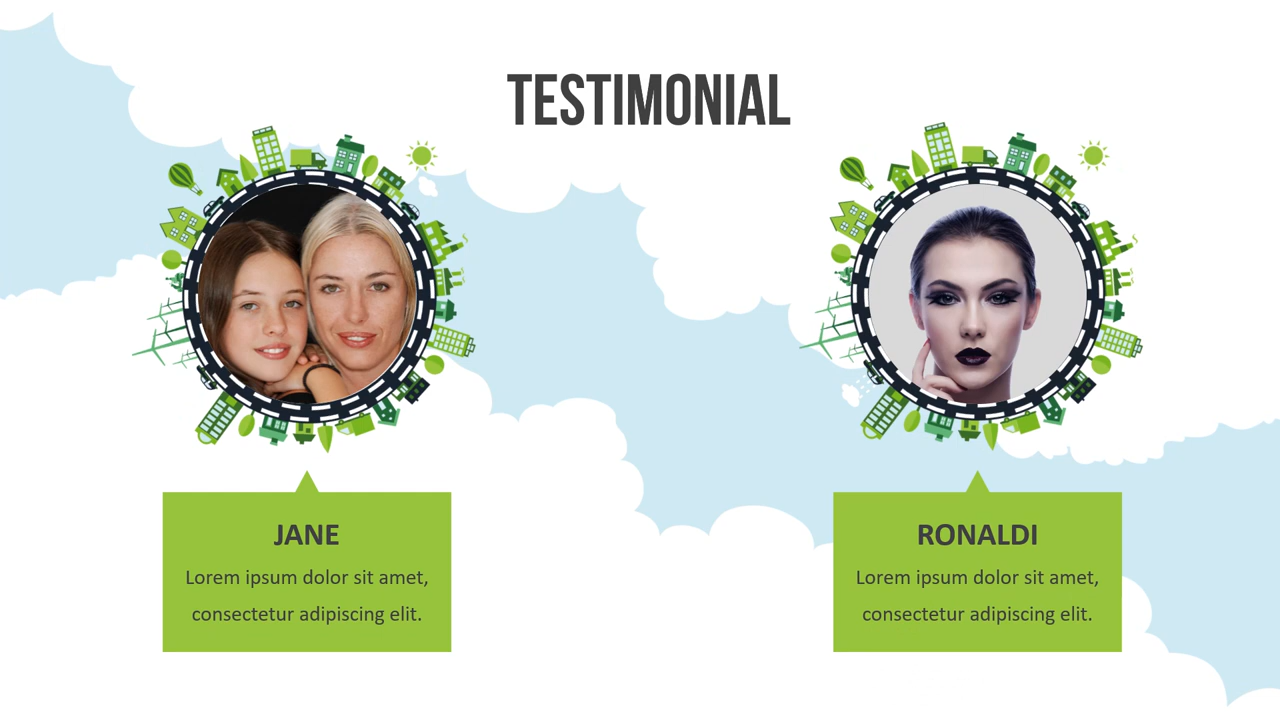 TESTIMONIAL
JANE
Lorem ipsum dolor sit amet,
consectetur adipiscing elit.
RONALDI
Lorem ipsum dolor sit amet,
consectetur adipiscing elit.